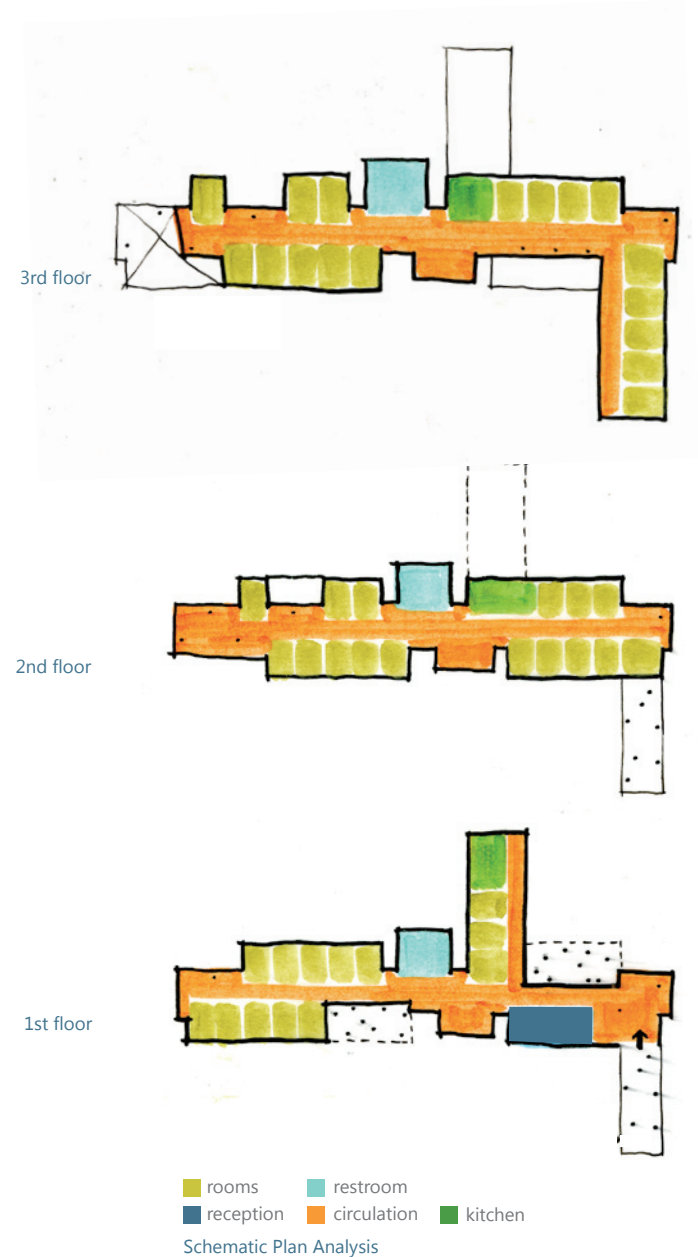 3rd floor
2nd floor
1st floor
rooms restroom
reception circulation kitchen
Schematic Plan Analysis